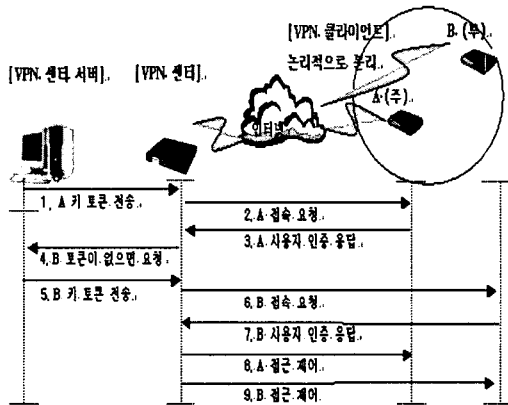 [VPN. 클라이언트].
논리적으로 분리.
B.(부).
[VPN. 센터 서버].
[VPN. 센터].
인터넷
A.(주).
1. A 키 토큰 전송.
2. A 접속 요청.
3. A 사용자 인증 응답.
4. B 토큰이 없으면 요청.
5. B 키 토큰 전송.
6. B 접속 요청.
7. B 사용자 인증 응답.
8. A 접근 제어.
9. B 접근 제어.